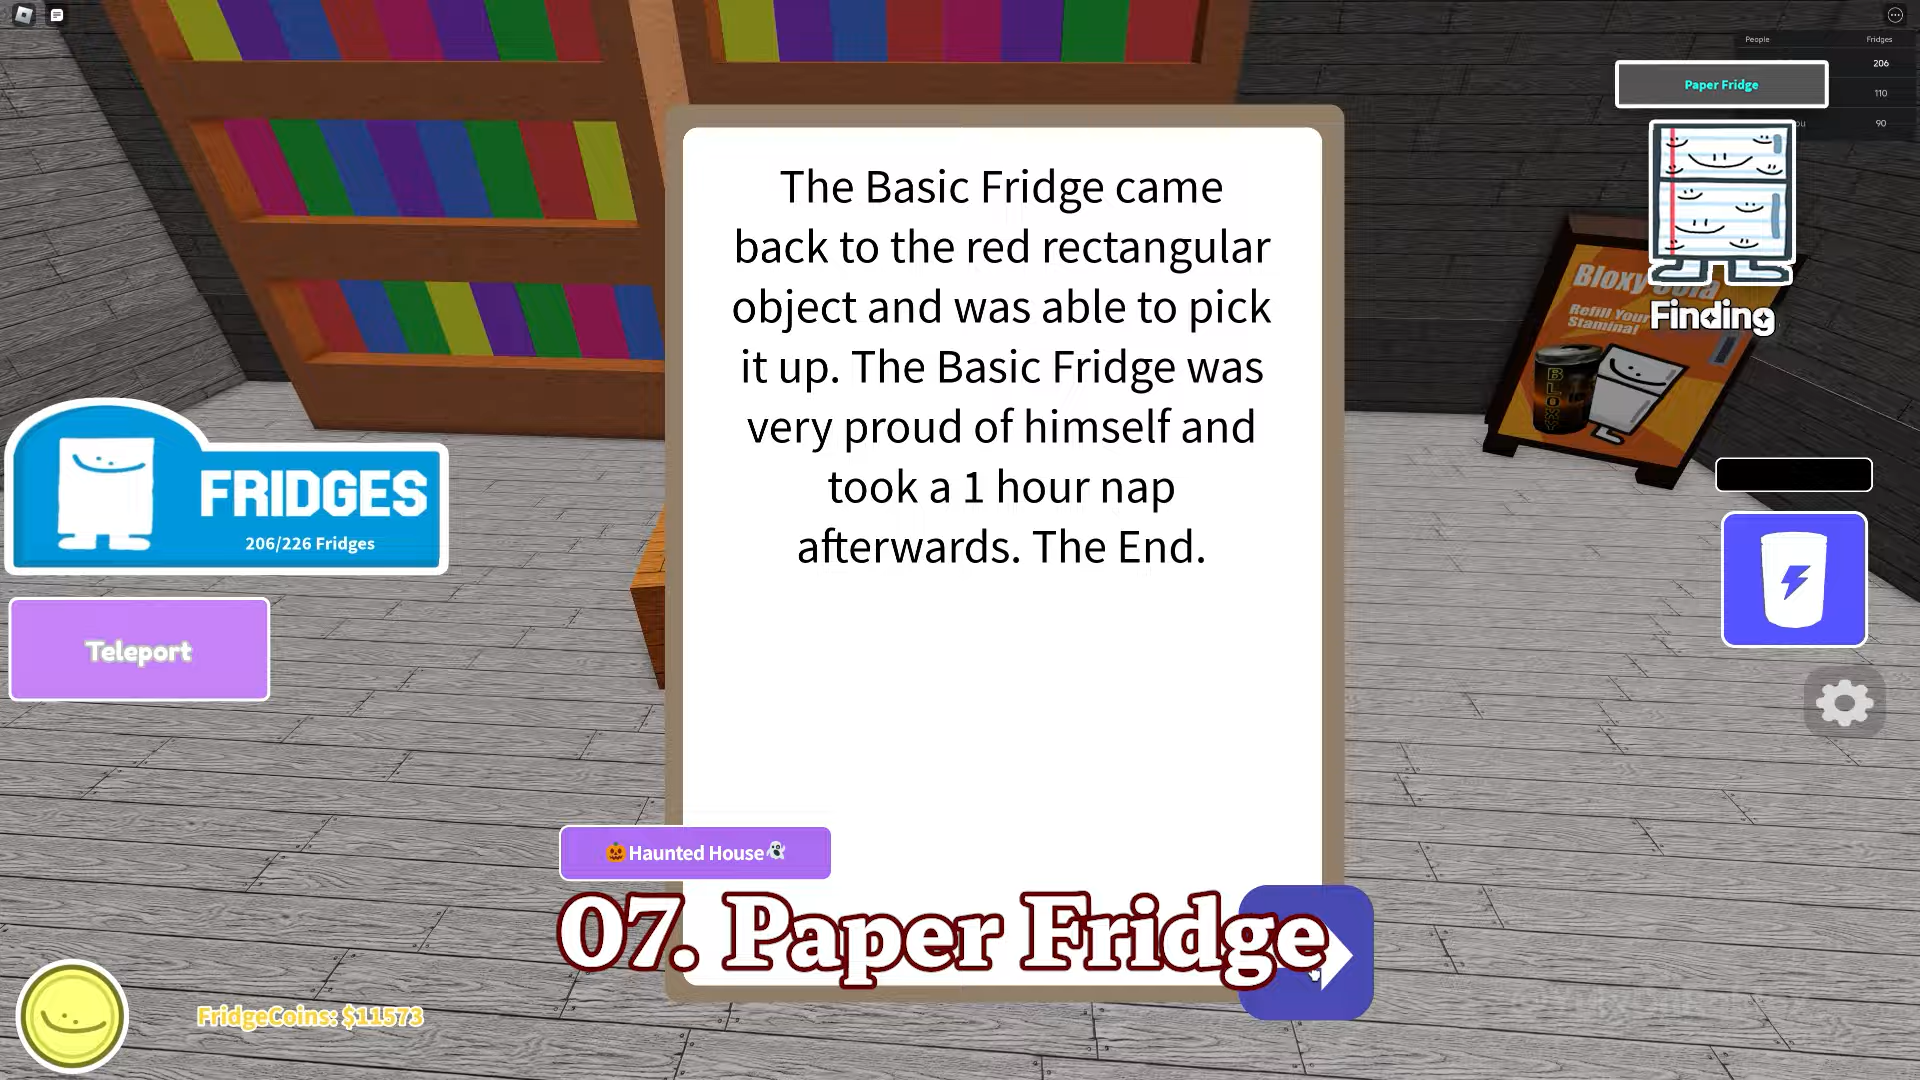 People Fridges
206
Paper Fridge
110
ou 90
The Basic Fridge came
back to the red rectangular
object and was able to pick
it up. The Basic Fridge was
very proud of himself and
took a 1 hour nap
afterwards. The End.
Bloxy Cola
Refill Your
Stamina!
BLOXY
Finding
FRIDGES
206/226 Fridges
Teleport
🎃Haunted House👻
07. Paper Fridge
FridgeCoins: $11573